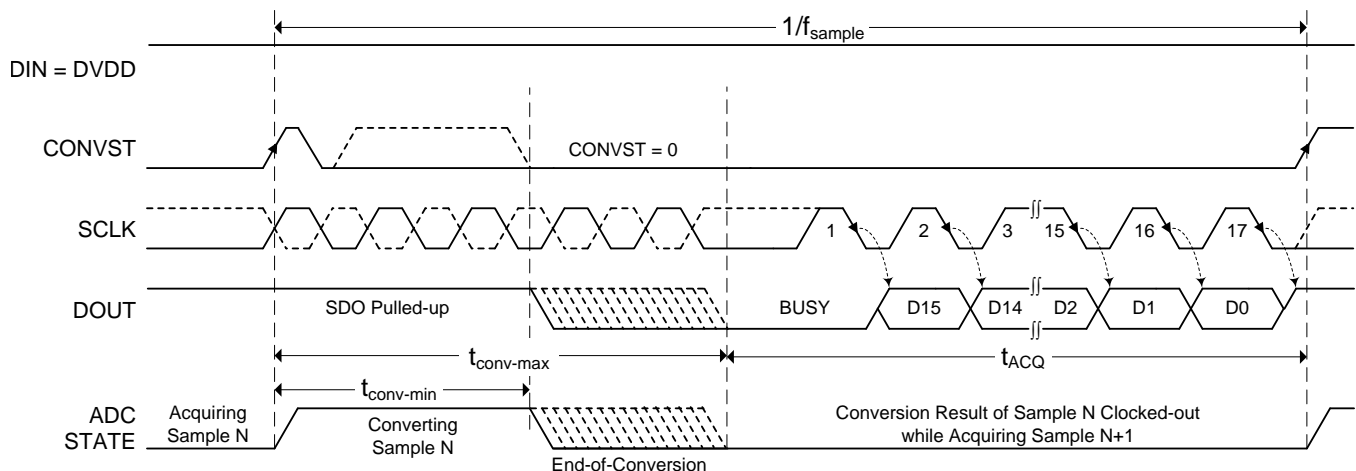 1/fsample
DIN = DVDD
CONVST
CONVST = 0
SCLK
1 2 3 ∫∫ 15 16 17
DOUT
SDO Pulled-up
BUSY
D15 D14 ∫∫ D2 D1 D0
tconv-max
tACQ
tconv-min
ADC
STATE
Acquiring
Sample N
Converting
Sample N
End-of-Conversion
Conversion Result of Sample N Clocked-out
while Acquiring Sample N+1